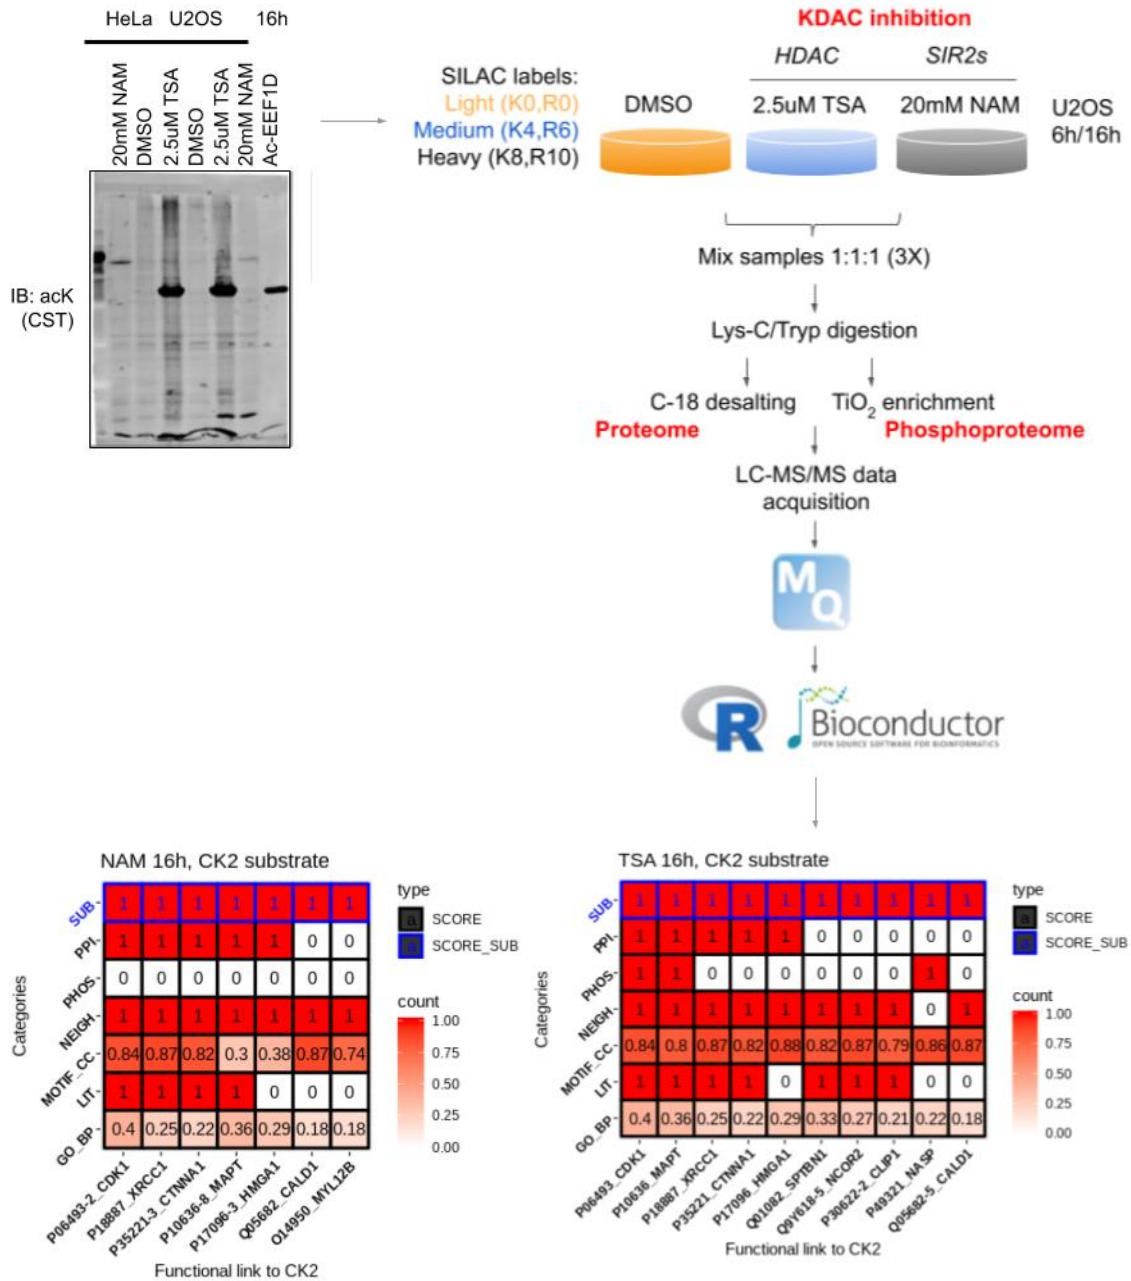 HeLa U2OS 16h
20mM NAM
DMSO
2.5uM TSA
DMSO
2.5uM TSA
20mM NAM
Ac-EEF1D
IB: acK
(CST)
KDAC inhibition
HDAC SIR2s
SILAC labels:
Light (K0,R0)
Medium (K4,R6)
Heavy (K8,R10)
DMSO 2.5uM TSA 20mM NAM
U2OS
6h/16h
Mix samples 1:1:1 (3X)
Lys-C/Tryp digestion
C-18 desalting TiO2 enrichment
Proteome Phosphoproteome
LC-MS/MS data
acquisition
M
Q
R
Bioconductor
OPEN SOURCE SOFTWARE FOR BIOINFORMATICS
NAM 16h, CK2 substrate
Categories
SUB 1 1 1 1 1 1 1
PPI 1 1 1 1 1 0 0
PHOS 0 0 0 0 0 0 0
NEIGH 1 1 1 1 1 1 1
MOTIF_CC 0.84 0.87 0.82 0.3 0.38 0.87 0.74
LIT 1 1 1 1 0 0 0
GO_BP 0.4 0.25 0.22 0.36 0.29 0.18 0.18
P06493-2_CDK1
P18887_XRCC1
P35221-3_CTNNA1
P10636-8_MAPT
P17096-3_HMGA1
Q05682_CALD1
O14950_MYL12B
Functional link to CK2
type
a SCORE
a SCORE_SUB
count
1.00
0.75
0.50
0.25
0.00
TSA 16h, CK2 substrate
Categories
SUB 1 1 1 1 1 1 1 1 1 1
PPI 1 1 1 1 1 0 0 0 0 0
PHOS 1 1 0 0 0 0 0 0 1 0
NEIGH 1 1 1 1 1 1 1 1 0 1
MOTIF_CC 0.84 0.8 0.87 0.82 0.88 0.82 0.87 0.79 0.86 0.87
LIT 1 1 1 1 0 1 1 1 0 0
GO_BP 0.4 0.36 0.25 0.22 0.29 0.33 0.27 0.21 0.22 0.18
P06493_CDK1
P10636_MAPT
P18887_XRCC1
P35221_CTNNA1
P17096_HMGA1
Q01082_SPTBN1
Q9Y618-5_NCOR2
P30622-2_CLIP1
P49321_NASP
Q05682-5_CALD1
Functional link to CK2
type
a SCORE
a SCORE_SUB
count
1.00
0.75
0.50
0.25
0.00